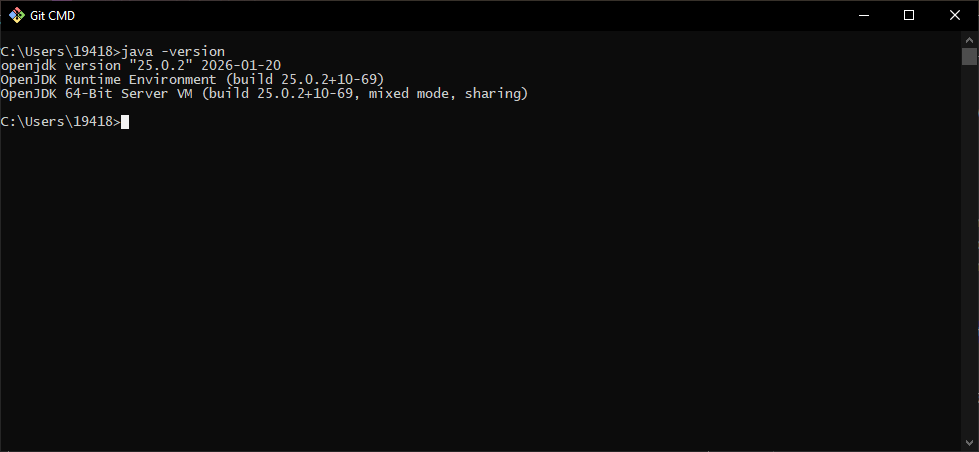 Git CMD
C:\Users\19418>java -version
openjdk version "25.0.2" 2026-01-20
OpenJDK Runtime Environment (build 25.0.2+10-69)
OpenJDK 64-Bit Server VM (build 25.0.2+10-69, mixed mode, sharing)
C:\Users\19418>